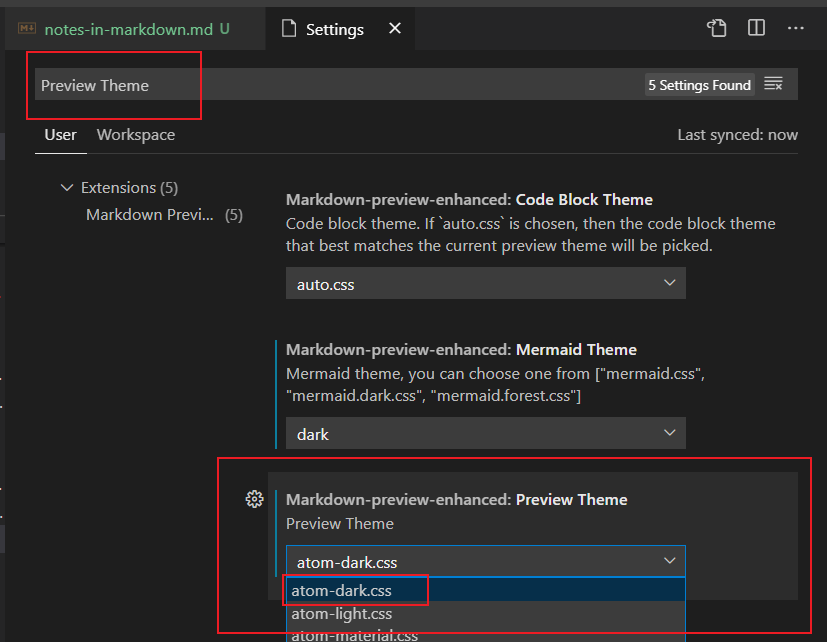 notes-in-markdown.md U
Settings
Preview Theme
5 Settings Found
User
Workspace
Last synced: now
Extensions (5)
Markdown Previ... (5)
Markdown-preview-enhanced: Code Block Theme
Code block theme. If `auto.css` is chosen, then the code block theme
that best matches the current preview theme will be picked.
auto.css
Markdown-preview-enhanced: Mermaid Theme
Mermaid theme, you can choose one from ["mermaid.css",
"mermaid.dark.css", "mermaid.forest.css"]
dark
Markdown-preview-enhanced: Preview Theme
Preview Theme
atom-dark.css
atom-dark.css
atom-light.css
atom-material.css